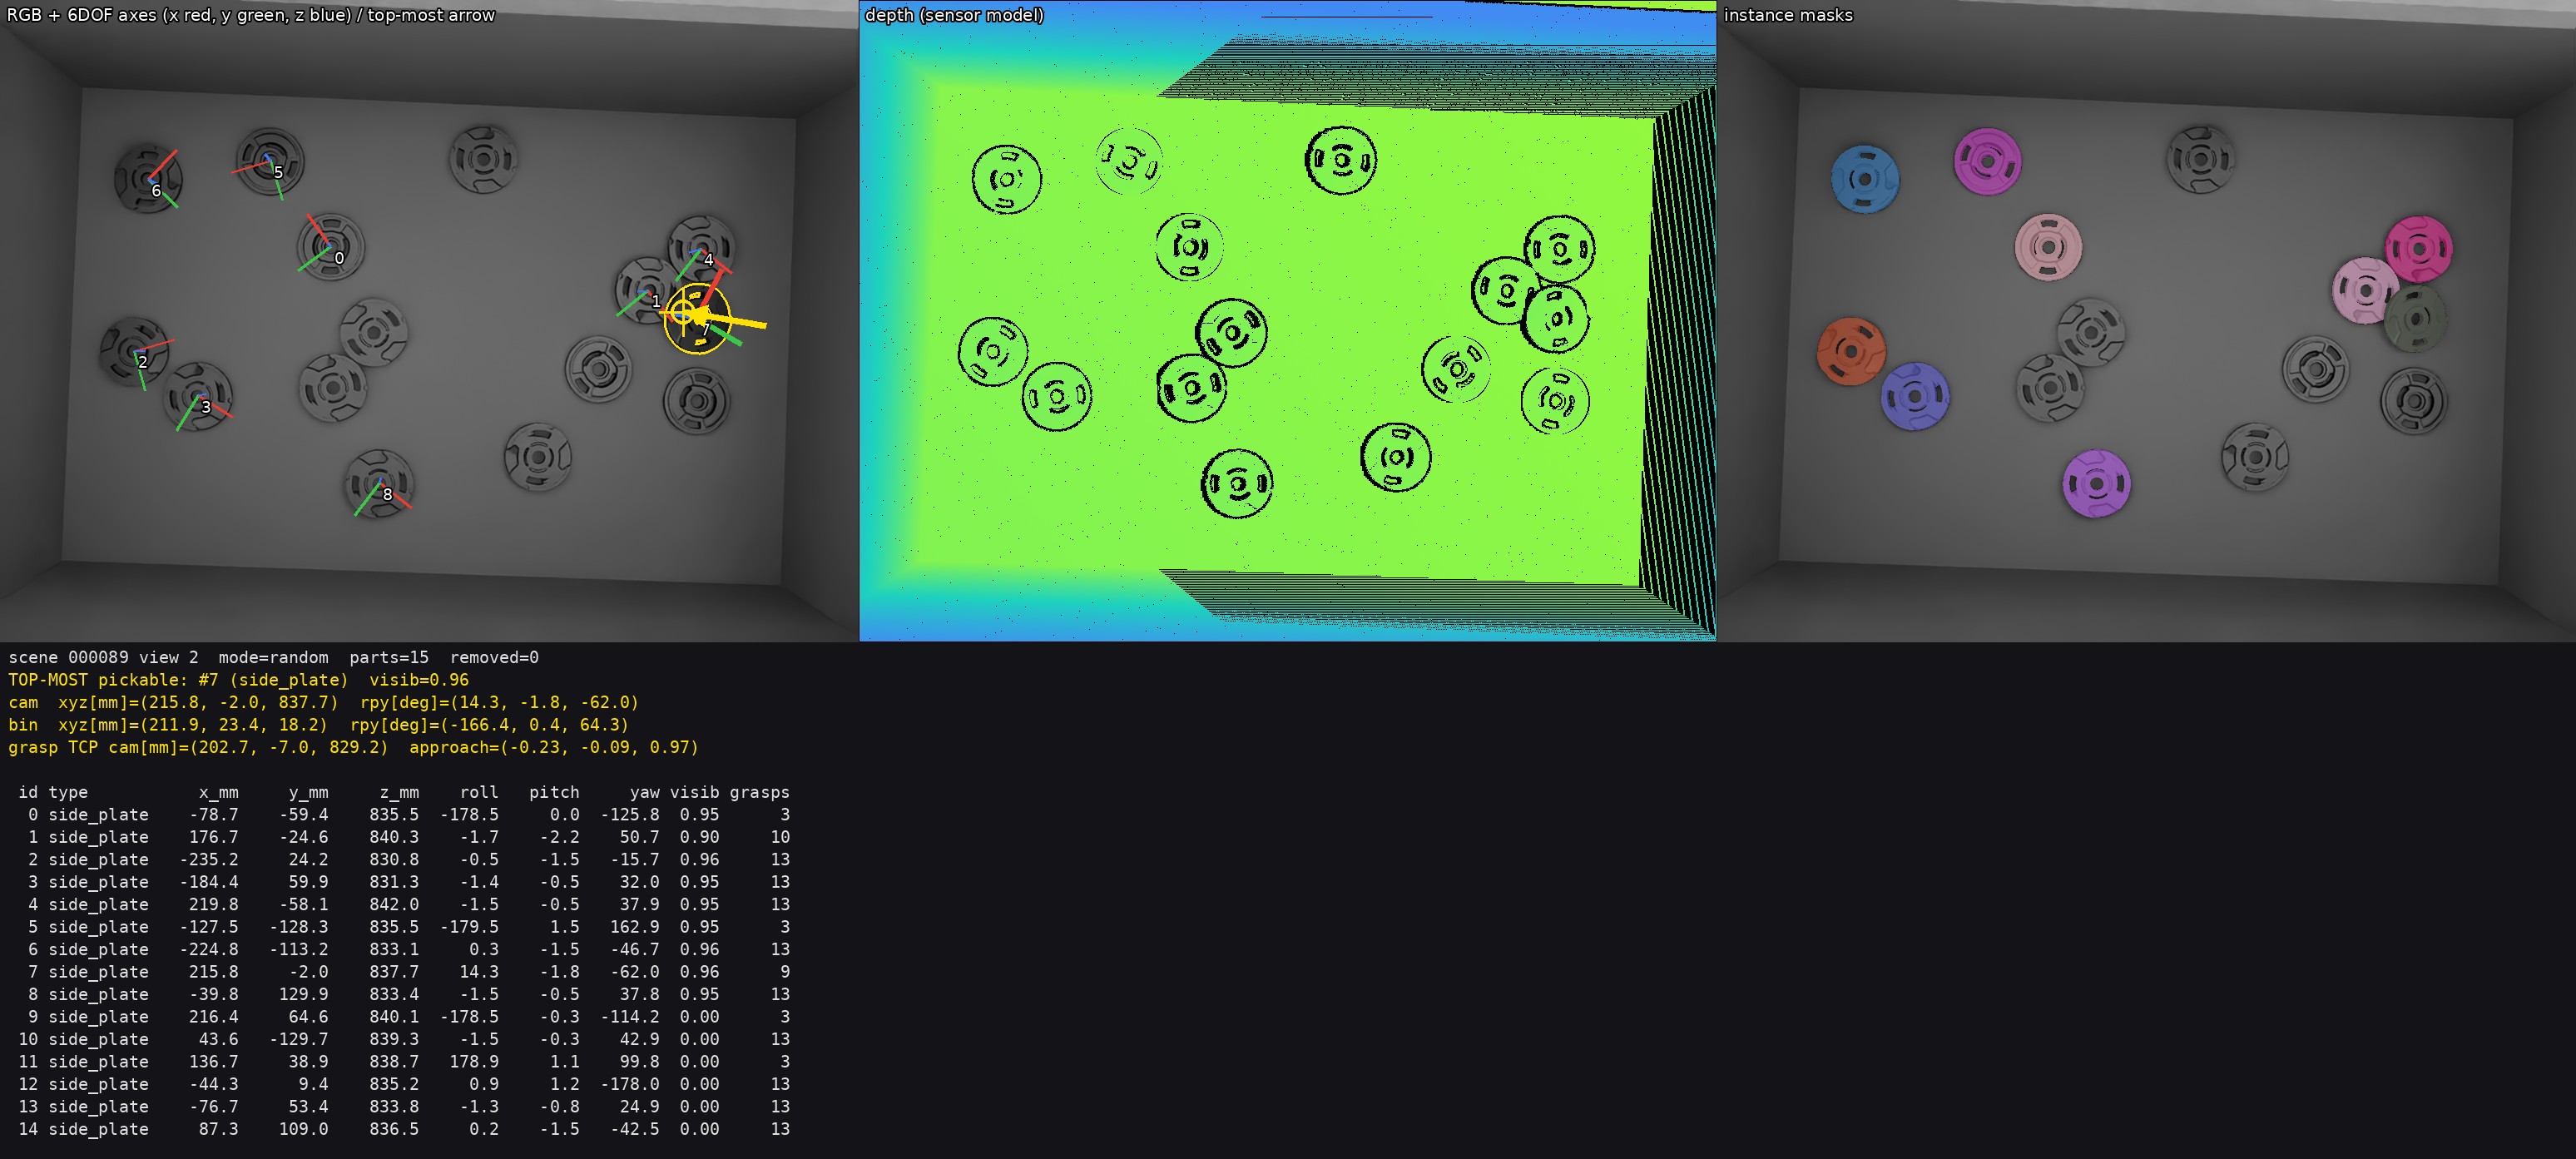 RGB + 6DOF axes (x red, y green, z blue) / top-most arrow
depth (sensor model)
instance masks
5
6
0
4
1
7
2
3
8
scene 000089 view 2  mode=random  parts=15  removed=0
TOP-MOST pickable: #7 (side_plate)  visib=0.96
cam  xyz[mm]=(215.8, -2.0, 837.7)  rpy[deg]=(14.3, -1.8, -62.0)
bin  xyz[mm]=(211.9, 23.4, 18.2)  rpy[deg]=(-166.4, 0.4, 64.3)
grasp TCP cam[mm]=(202.7, -7.0, 829.2)  approach=(-0.23, -0.09, 0.97)
id type x_mm y_mm z_mm roll pitch yaw visib grasps
0 side_plate -78.7 -59.4 835.5 -178.5 0.0 -125.8 0.95 3
1 side_plate 176.7 -24.6 840.3 -1.7 -2.2 50.7 0.90 10
2 side_plate -235.2 24.2 830.8 -0.5 -1.5 -15.7 0.96 13
3 side_plate -184.4 59.9 831.3 -1.4 -0.5 32.0 0.95 13
4 side_plate 219.8 -58.1 842.0 -1.5 -0.5 37.9 0.95 13
5 side_plate -127.5 -128.3 835.5 -179.5 1.5 162.9 0.95 3
6 side_plate -224.8 -113.2 833.1 0.3 -1.5 -46.7 0.96 13
7 side_plate 215.8 -2.0 837.7 14.3 -1.8 -62.0 0.96 9
8 side_plate -39.8 129.9 833.4 -1.5 -0.5 37.8 0.95 13
9 side_plate 216.4 64.6 840.1 -178.5 -0.3 -114.2 0.00 3
10 side_plate 43.6 -129.7 839.3 -1.5 -0.3 42.9 0.00 13
11 side_plate 136.7 38.9 838.7 178.9 1.1 99.8 0.00 3
12 side_plate -44.3 9.4 835.2 0.9 1.2 -178.0 0.00 13
13 side_plate -76.7 53.4 833.8 -1.3 -0.8 24.9 0.00 13
14 side_plate 87.3 109.0 836.5 0.2 -1.5 -42.5 0.00 13